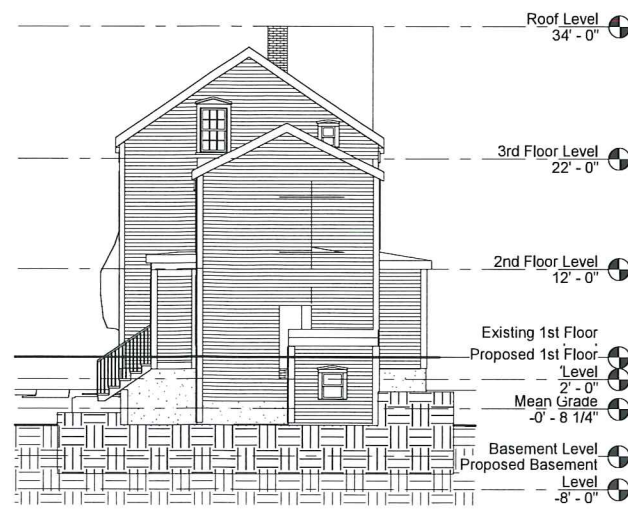 Roof Level
34' - 0"
3rd Floor Level
22' - 0"
2nd Floor Level
12' - 0"
Existing 1st Floor
Proposed 1st Floor
Level
2' - 0"
Mean Grade
-0' - 8 1/4"
Basement Level
Proposed Basement
Level
-8' - 0"